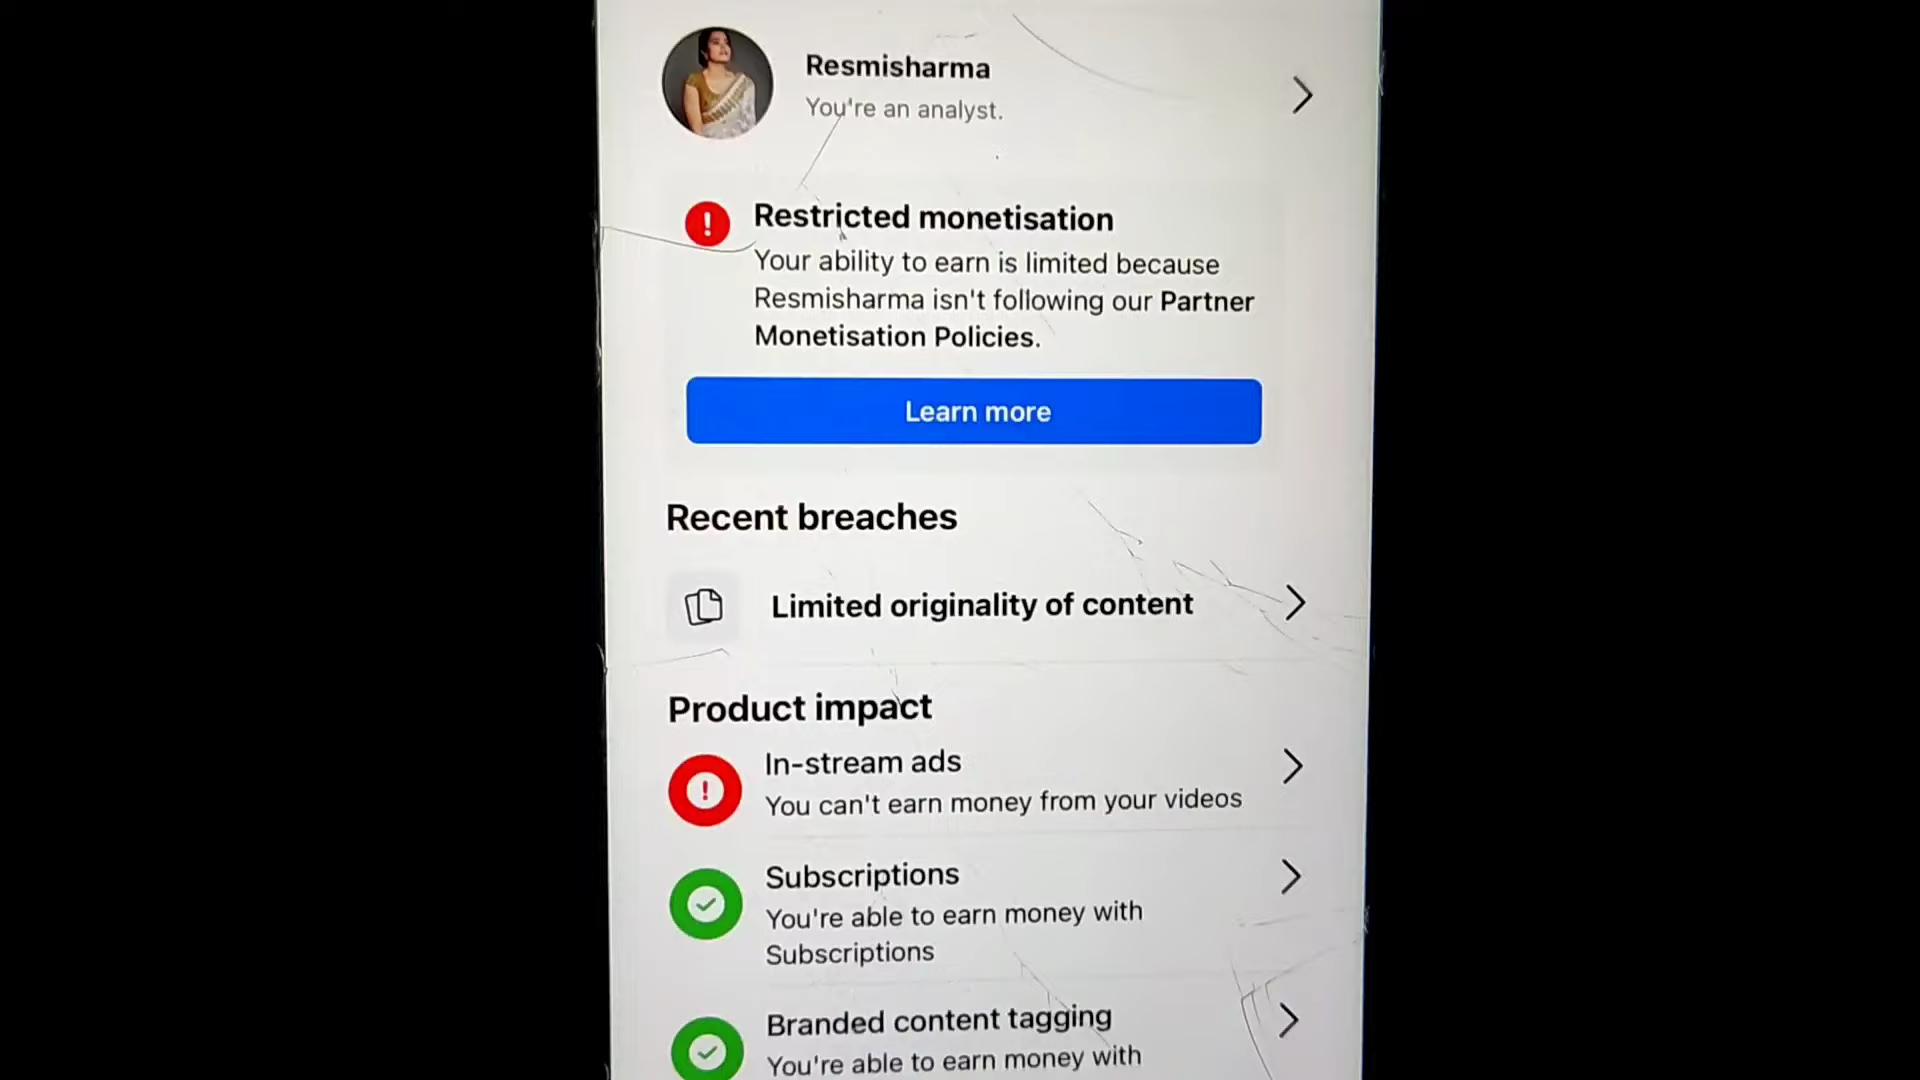 Resmisharma
You're an analyst.
Restricted monetisation
Your ability to earn is limited because
Resmisharma isn't following our Partner
Monetisation Policies.
Learn more
Recent breaches
Limited originality of content
Product impact
In-stream ads
You can't earn money from your videos
Subscriptions
You're able to earn money with
Subscriptions
Branded content tagging
You're able to earn money with